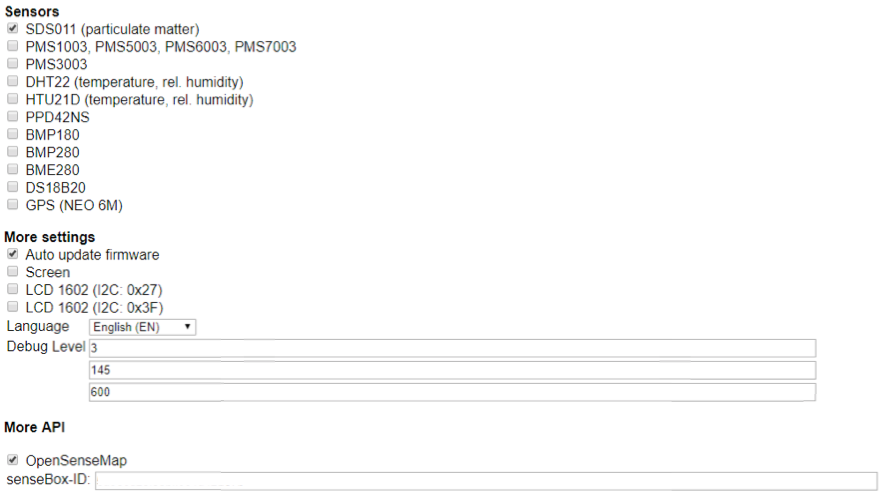 Sensors
SDS011 (particulate matter)
PMS1003, PMS5003, PMS6003, PMS7003
PMS3003
DHT22 (temperature, rel. humidity)
HTU21D (temperature, rel. humidity)
PPD42NS
BMP180
BMP280
BME280
DS18B20
GPS (NEO 6M)
More settings
Auto update firmware
Screen
LCD 1602 (I2C: 0x27)
LCD 1602 (I2C: 0x3F)
Language English (EN)
Debug Level 3
145
600
More API
OpenSenseMap
senseBox-ID: